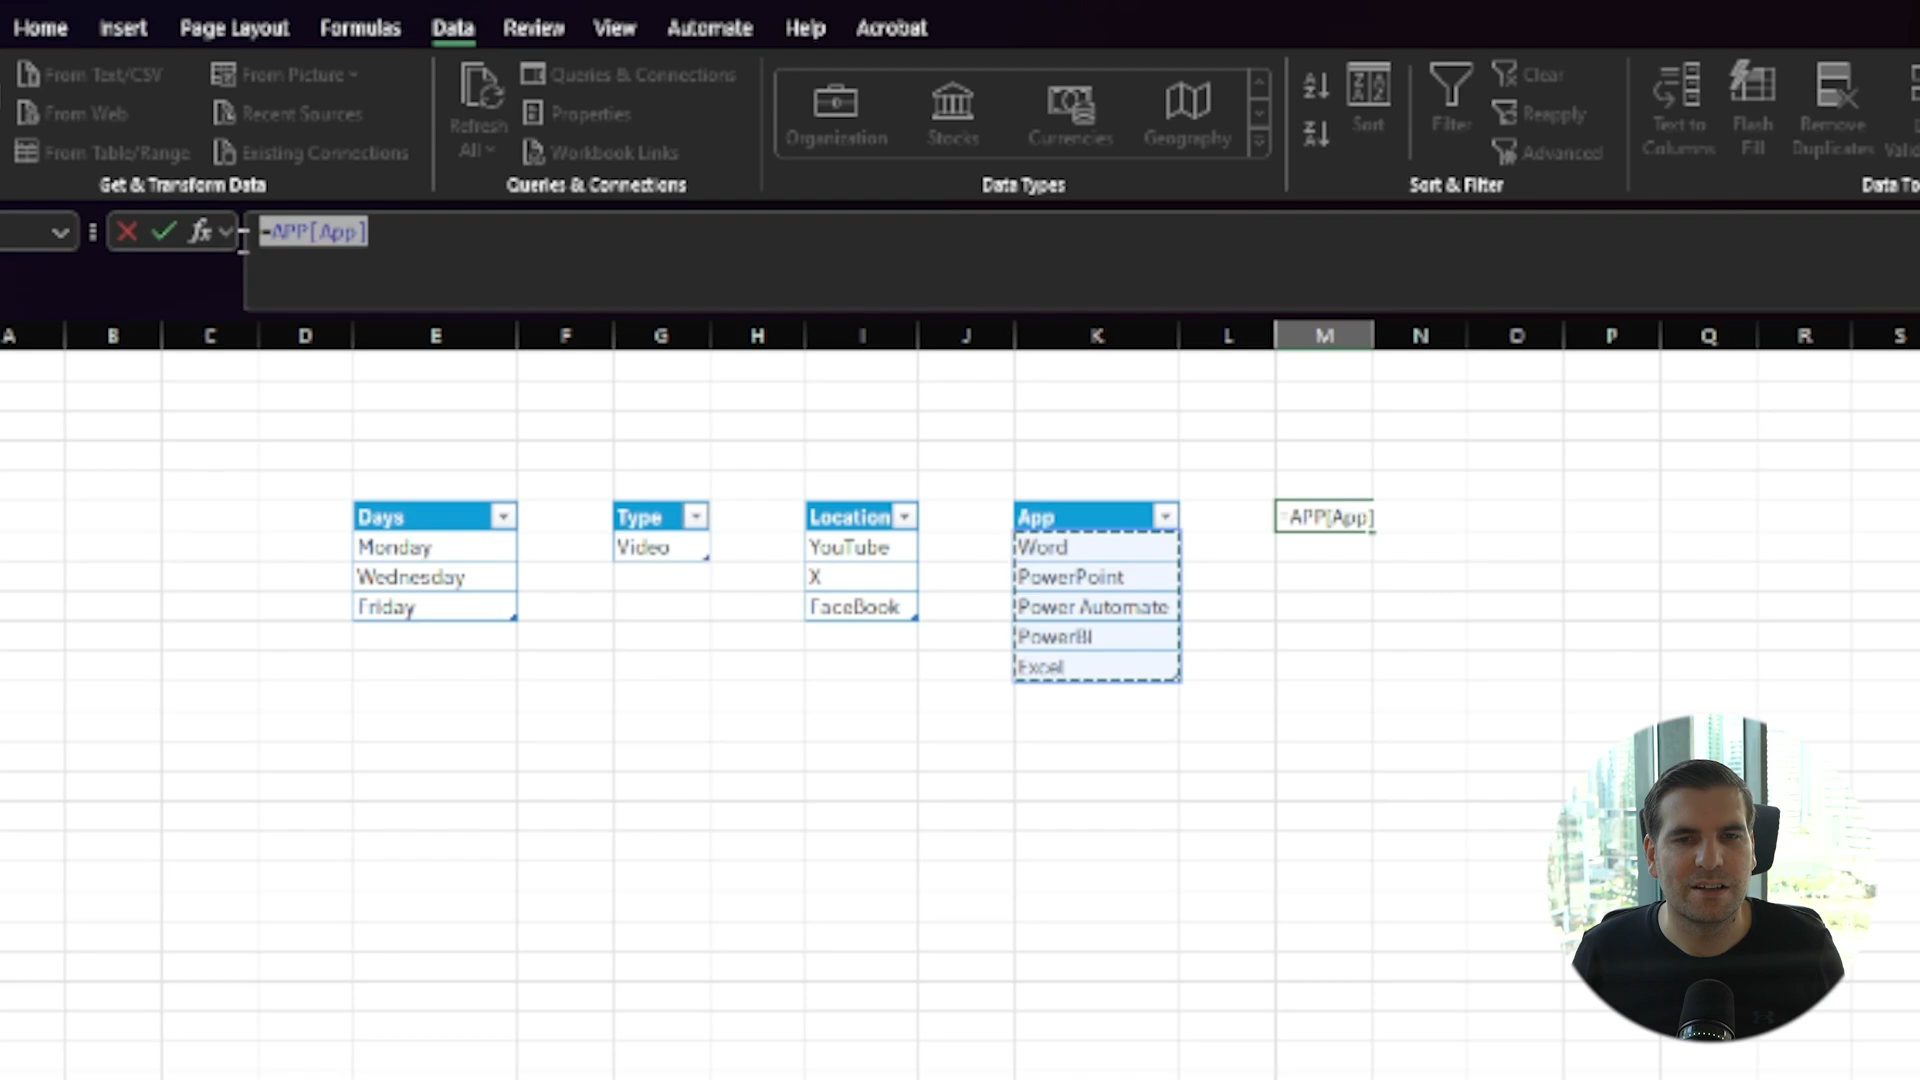 Home Insert Page Layout Formulas Data Review View Automate Help Acrobat
From Text/CSV From Picture Queries & Connections Clear
From Web Recent Sources Properties Reapply
From Table/Range Existing Connections Refresh All Workbook Links Organization Stocks Currencies Geography Sort Filter Advanced Text to Columns Flash Fill Remove Duplicates
Get & Transform Data Queries & Connections Data Types Sort & Filter Data To
fx =APP[App]
A B C D E F G H I J K L M N O P Q R S
Days Type Location App =APP[App]
Monday Video YouTube Word
Wednesday X PowerPoint
Friday FaceBook Power Automate
PowerBI
Excel